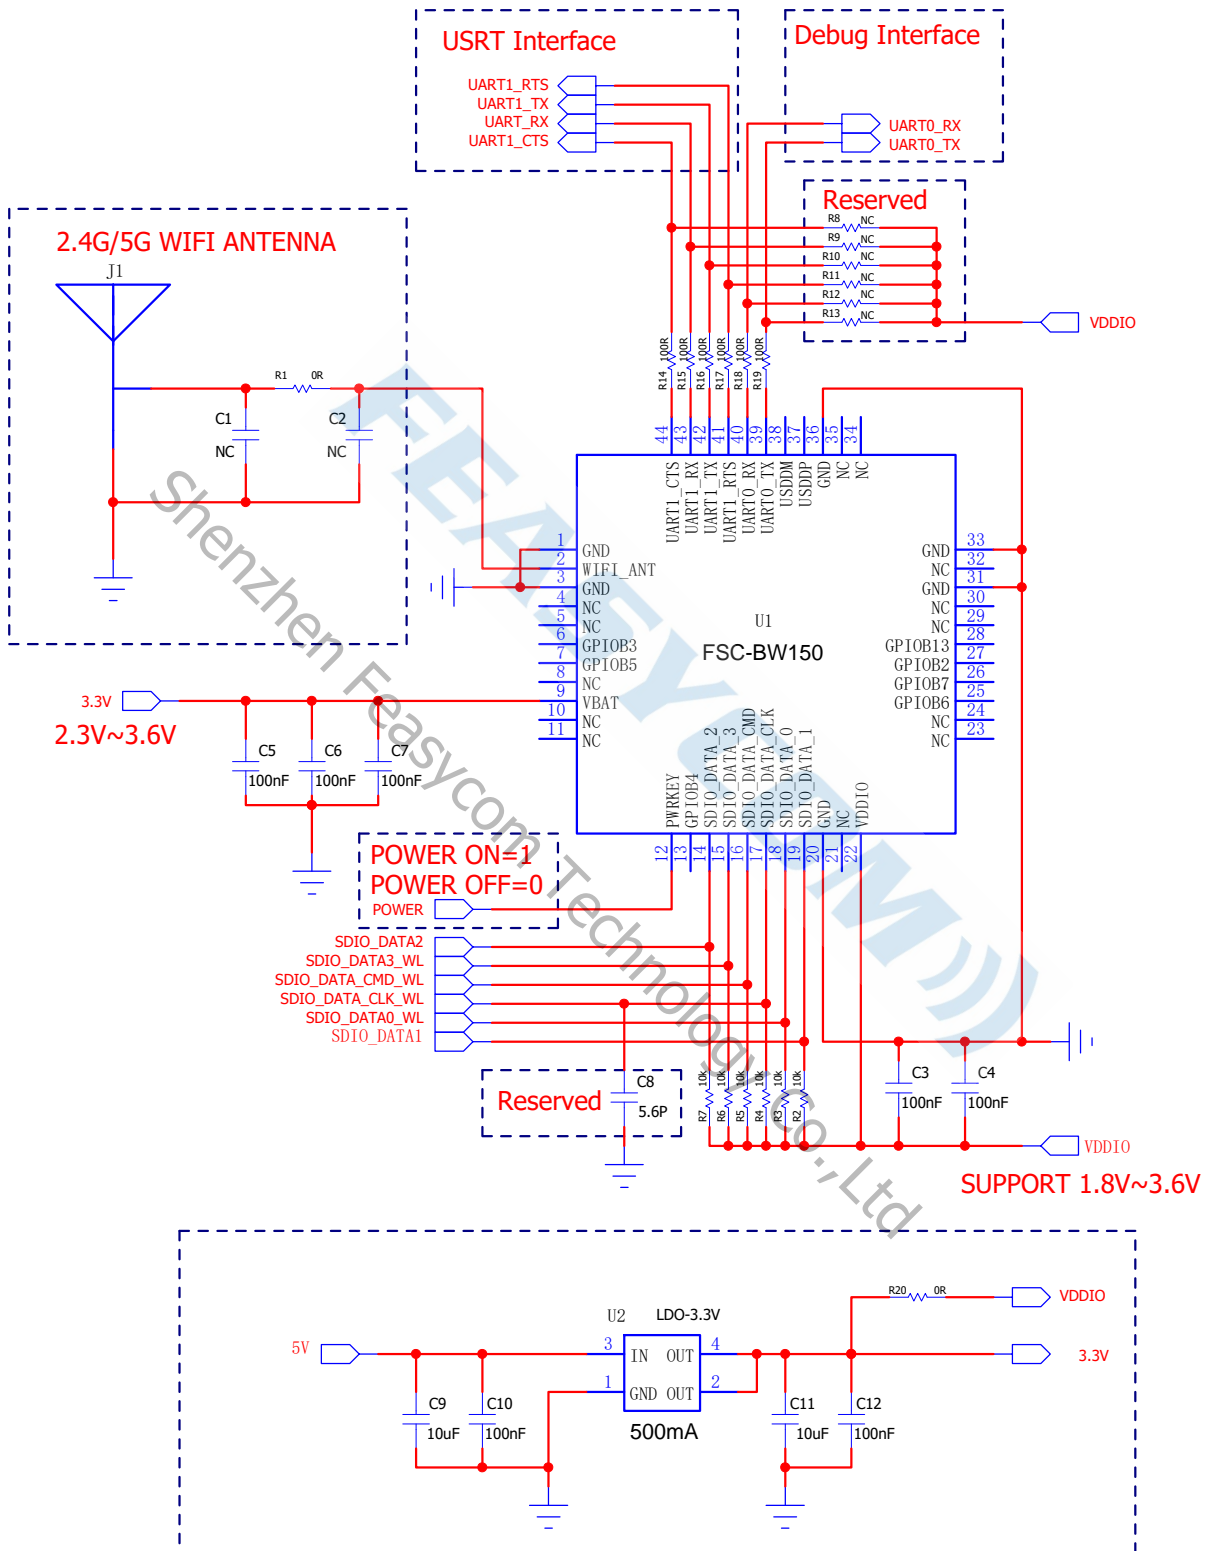 USRT Interface
UART1_RTS
UART1_TX
UART_RX
UART1_CTS
Debug Interface
UART0_RX
UART0_TX
Reserved
R8 NC
R9 NC
R10 NC
R11 NC
R12 NC
R13 NC
VDDIO
2.4G/5G WIFI ANTENNA
J1
R1 0R
C1
NC
C2
NC
R14 100R
R15 100R
R16 100R
R17 100R
R18 100R
R19 100R
44 UART1_CTS
43 UART1_RX
42 UART1_TX
41 UART1_RTS
40 UART0_RX
39 UART0_TX
38 USDDM
37 USDDP
36 GND
35 NC
34 NC
1 GND
2 WIFI_ANT
3 GND
4 NC
5 NC
6 GPIOB3
7 GPIOB5
8 NC
9 VBAT
10 NC
11 NC
U1
FSC-BW150
GND 33
NC 32
GND 31
NC 30
NC 29
GPIOB13 28
GPIOB2 27
GPIOB7 26
GPIOB6 25
NC 24
NC 23
PWRKEY 12
GPIOB4 13
SDIO_DATA_2 14
SDIO_DATA_3 15
SDIO_DATA_CMD 16
SDIO_DATA_CLK 17
SDIO_DATA_0 18
SDIO_DATA_1 19
GND 20
NC 21
VDDIO 22
3.3V
2.3V~3.6V
C5
100nF
C6
100nF
C7
100nF
POWER ON=1
POWER OFF=0
POWER
SDIO_DATA2
SDIO_DATA3_WL
SDIO_DATA_CMD_WL
SDIO_DATA_CLK_WL
SDIO_DATA0_WL
SDIO_DATA1
Reserved
C8
5.6P
R7 10k
R6 10k
R5 10k
R4 10k
R3 10k
R2 10k
C3
100nF
C4
100nF
VDDIO
SUPPORT 1.8V~3.6V
FEASYCOM
Shenzhen Feasycom Technology Co.,Ltd
R20 0R
VDDIO
U2 LDO-3.3V
5V
3 IN OUT 4
1 GND OUT 2
500mA
3.3V
C9
10uF
C10
100nF
C11
10uF
C12
100nF